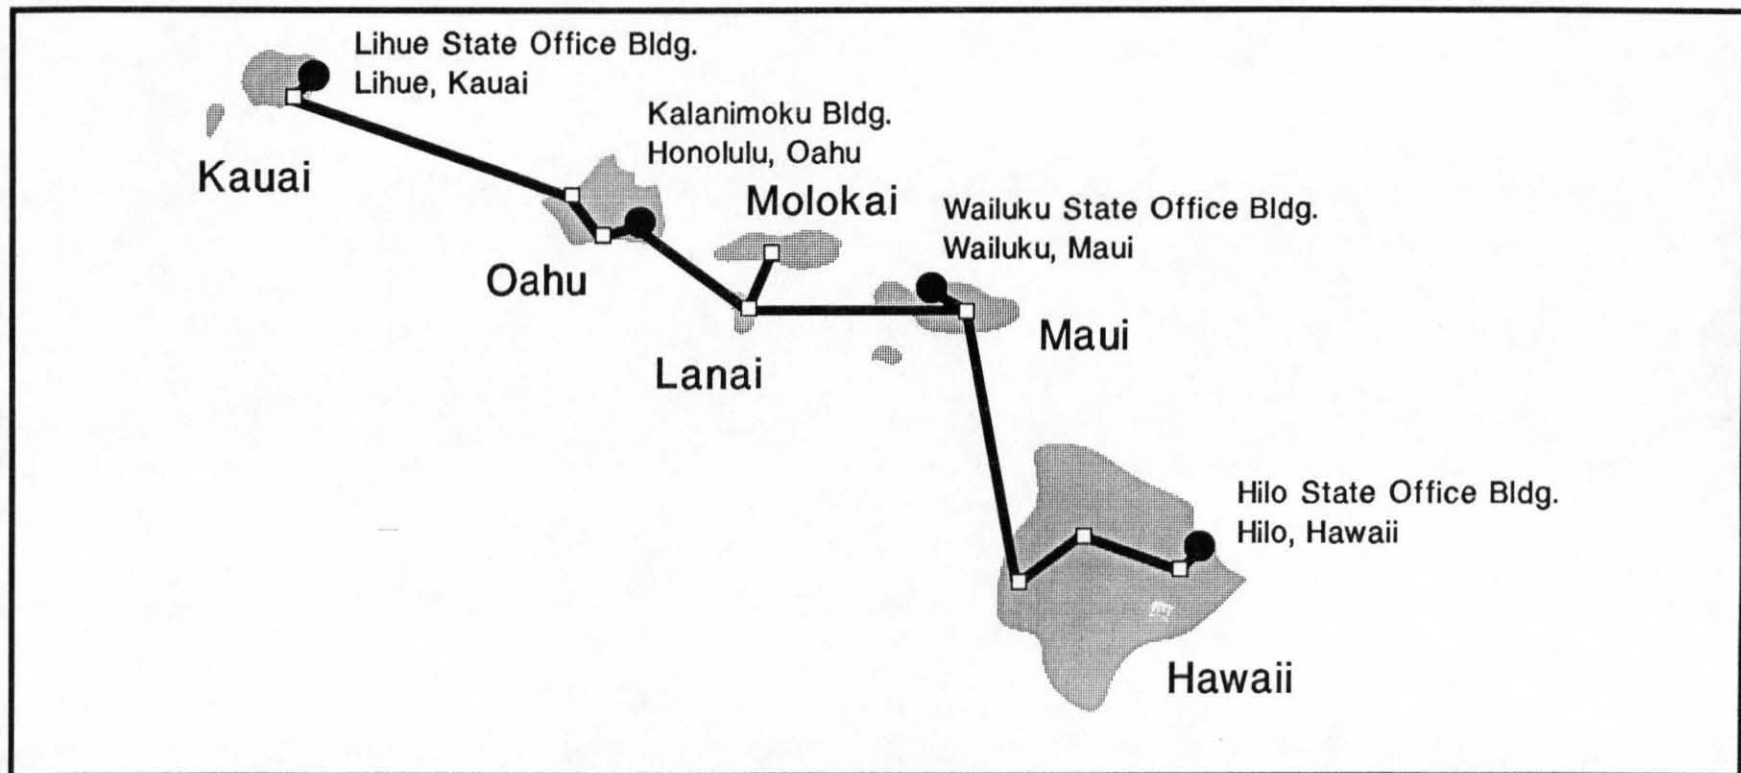 Lihue State Office Bldg.
Lihue, Kauai
Kauai
Kalanimoku Bldg.
Honolulu, Oahu
Oahu
Molokai
Lanai
Wailuku State Office Bldg.
Wailuku, Maui
Maui
Hilo State Office Bldg.
Hilo, Hawaii
Hawaii